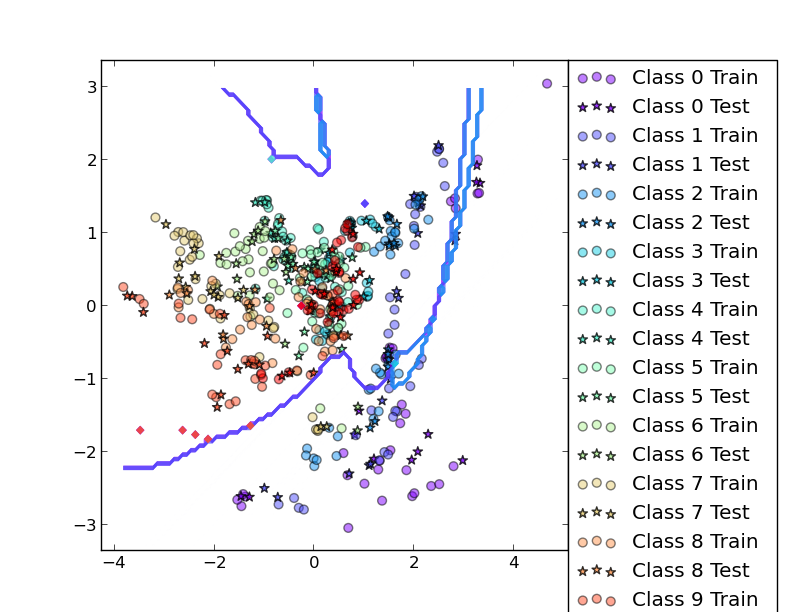 3
2
1
0
−1
−2
−3
−4
−2
0
2
4
Class 0 Train
Class 0 Test
Class 1 Train
Class 1 Test
Class 2 Train
Class 2 Test
Class 3 Train
Class 3 Test
Class 4 Train
Class 4 Test
Class 5 Train
Class 5 Test
Class 6 Train
Class 6 Test
Class 7 Train
Class 7 Test
Class 8 Train
Class 8 Test
Class 9 Train